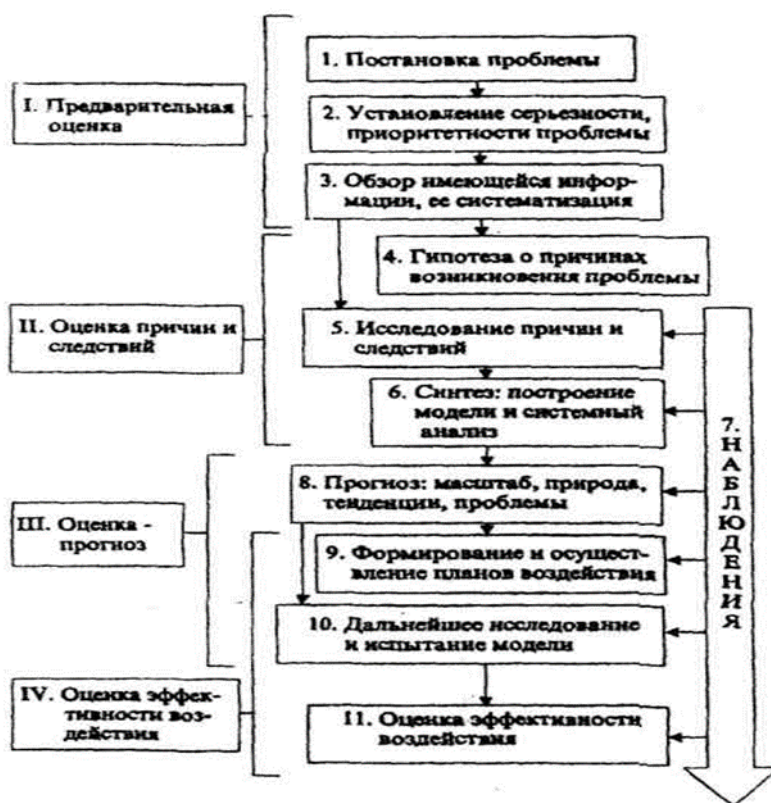 I. Предварительная
оценка
1. Постановка проблемы
2. Установление серьезности,
приоритетности проблемы
3. Обзор имеющейся инфор-
мации, ее систематизация
II. Оценка причин и
следствий
4. Гипотеза о причинах
возникновения проблемы
5. Исследование причин и
следствий
6. Синтез: построение
модели и системный
анализ
III. Оценка -
прогноз
8. Прогноз: масштаб, природа,
тенденции, проблемы
9. Формирование и осущест-
вление планов воздействия
10. Дальнейшее исследование
и испытание модели
IV. Оценка эффек-
тивности воз-
действия
11. Оценка эффективности
воздействия
7.
Н
А
Б
Л
Ю
Д
Е
Н
И
Я